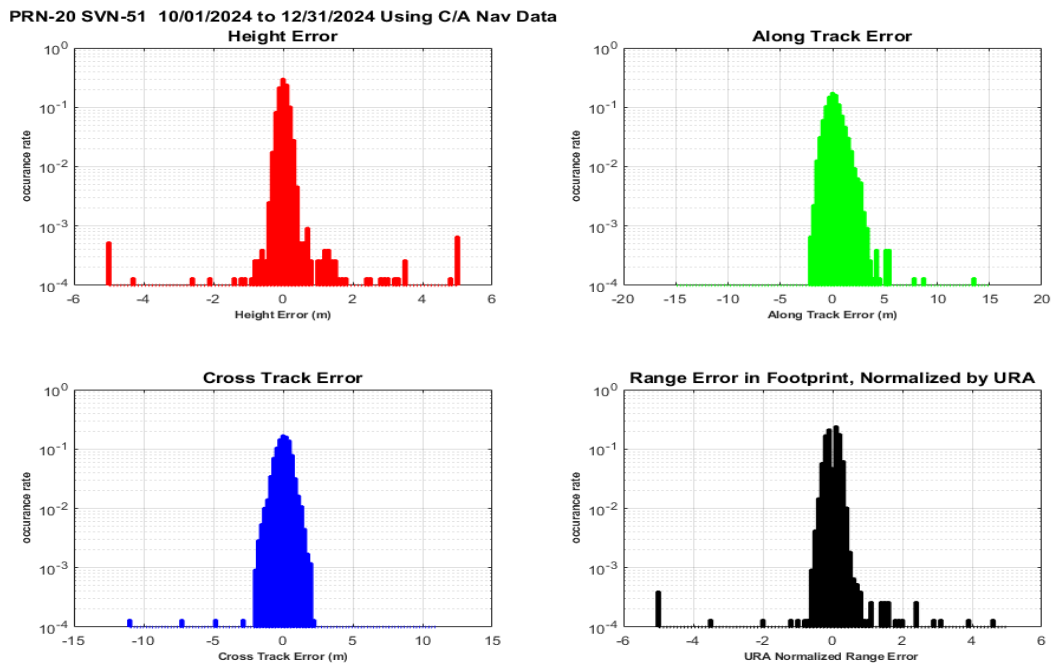 PRN-20 SVN-51  10/01/2024 to 12/31/2024 Using C/A Nav Data
Height Error
10^0
10^-1
10^-2
10^-3
10^-4
occurance rate
-6 -4 -2 0 2 4 6
Height Error (m)
Along Track Error
10^0
10^-1
10^-2
10^-3
10^-4
occurance rate
-20 -15 -10 -5 0 5 10 15 20
Along Track Error (m)
Cross Track Error
10^0
10^-1
10^-2
10^-3
10^-4
occurance rate
-15 -10 -5 0 5 10 15
Cross Track Error (m)
Range Error in Footprint, Normalized by URA
10^0
10^-1
10^-2
10^-3
10^-4
occurance rate
-6 -4 -2 0 2 4 6
URA Normalized Range Error